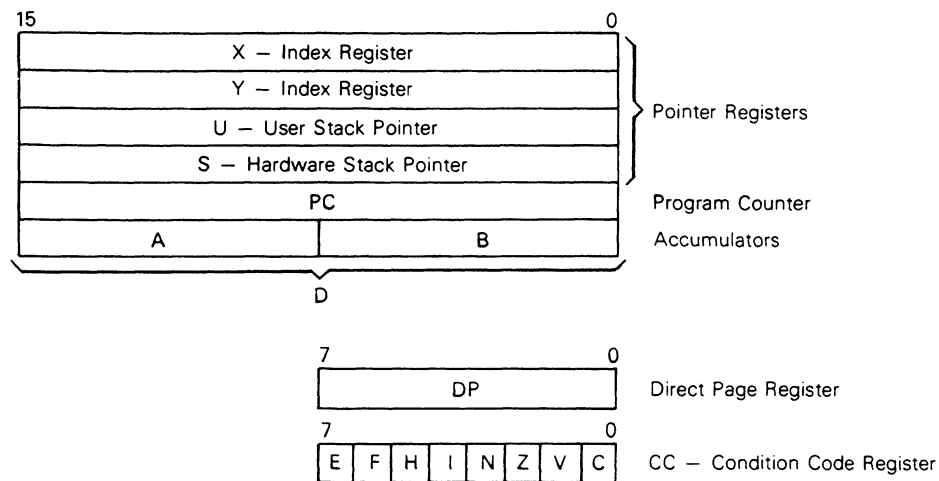 15 0
X – Index Register
Y – Index Register
U – User Stack Pointer
S – Hardware Stack Pointer
Pointer Registers
PC Program Counter
A B Accumulators
D
7 0
DP Direct Page Register
7 0
E F H I N Z V C CC – Condition Code Register